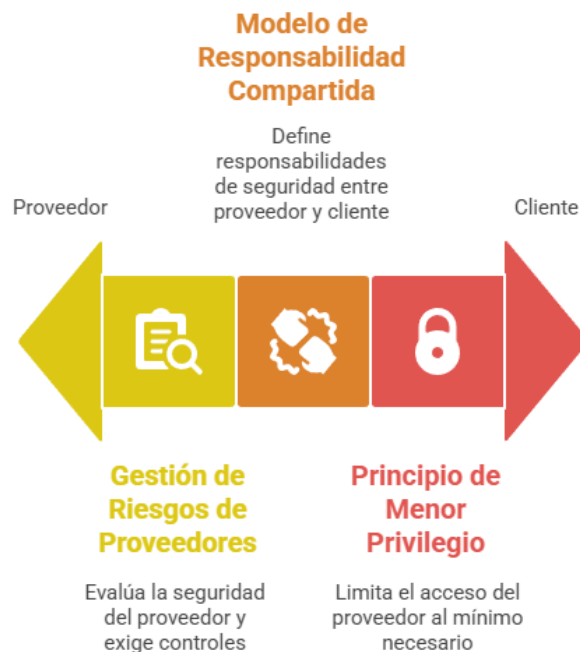 Modelo de
Responsabilidad
Compartida
Define
responsabilidades
de seguridad entre
proveedor y cliente
Proveedor
Cliente
Gestión de
Riesgos de
Proveedores
Evalúa la seguridad
del proveedor y
exige controles
Principio de
Menor
Privilegio
Limita el acceso del
proveedor al mínimo
necesario